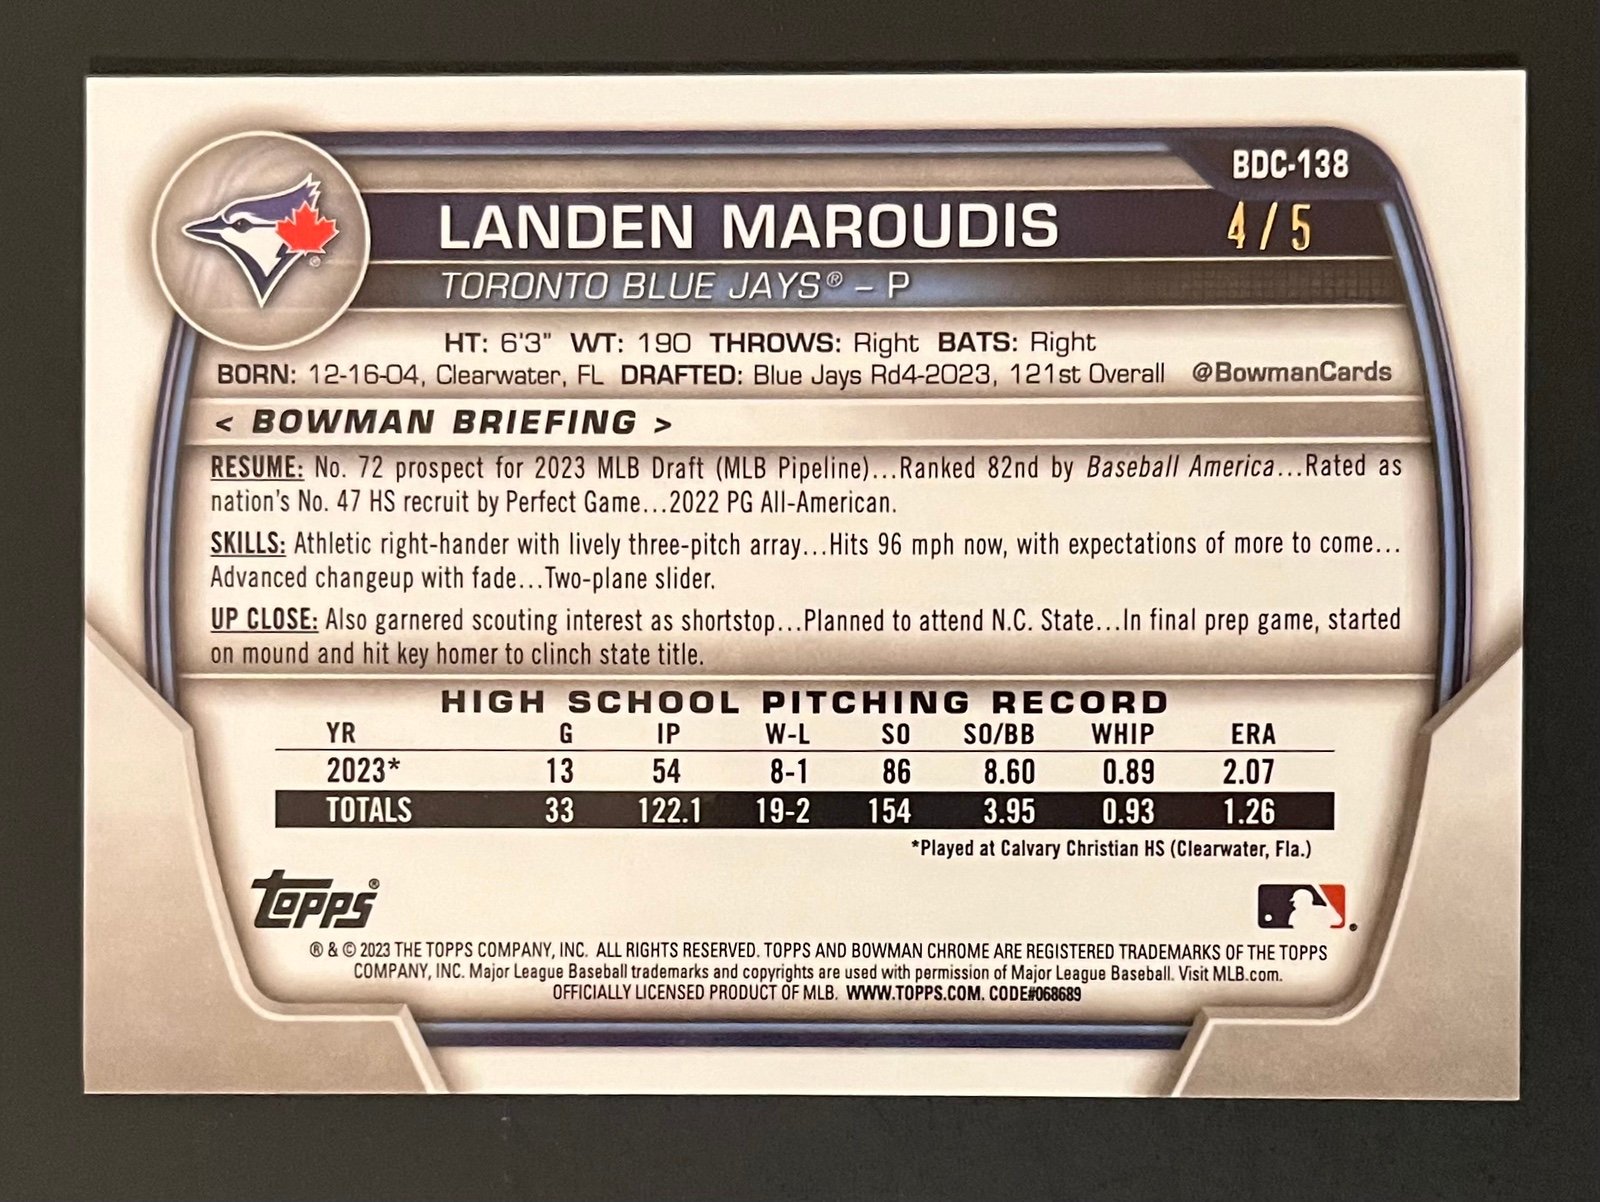 BDC-138
LANDEN MAROUDIS 4/5
TORONTO BLUE JAYS® – P
HT: 6'3" WT: 190 THROWS: Right BATS: Right
BORN: 12-16-04, Clearwater, FL DRAFTED: Blue Jays Rd4-2023, 121st Overall @BowmanCards
< BOWMAN BRIEFING >
RESUME: No. 72 prospect for 2023 MLB Draft (MLB Pipeline)...Ranked 82nd by Baseball America...Rated as
nation's No. 47 HS recruit by Perfect Game...2022 PG All-American.
SKILLS: Athletic right-hander with lively three-pitch array...Hits 96 mph now, with expectations of more to come...
Advanced changeup with fade...Two-plane slider.
UP CLOSE: Also garnered scouting interest as shortstop...Planned to attend N.C. State...In final prep game, started
on mound and hit key homer to clinch state title.
HIGH SCHOOL PITCHING RECORD
YR G IP W-L SO SO/BB WHIP ERA
2023* 13 54 8-1 86 8.60 0.89 2.07
TOTALS 33 122.1 19-2 154 3.95 0.93 1.26
*Played at Calvary Christian HS (Clearwater, Fla.)
Topps®
® & © 2023 THE TOPPS COMPANY, INC. ALL RIGHTS RESERVED. TOPPS AND BOWMAN CHROME ARE REGISTERED TRADEMARKS OF THE TOPPS
COMPANY, INC. Major League Baseball trademarks and copyrights are used with permission of Major League Baseball. Visit MLB.com.
OFFICIALLY LICENSED PRODUCT OF MLB. WWW.TOPPS.COM. CODE#068689